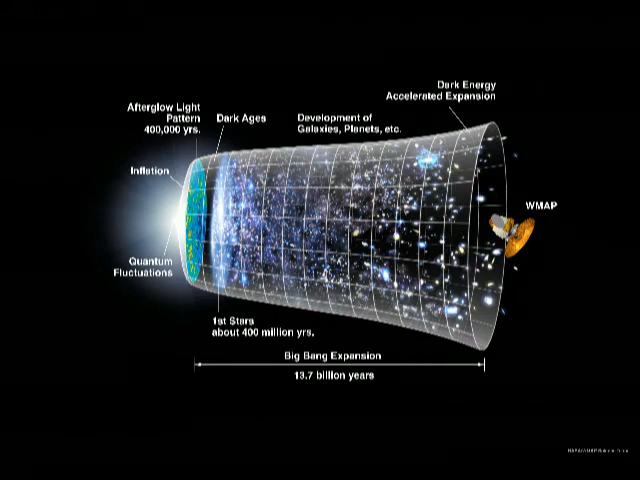 Dark Energy
Accelerated Expansion
Afterglow Light
Pattern
400,000 yrs.
Dark Ages
Development of
Galaxies, Planets, etc.
Inflation
WMAP
Quantum
Fluctuations
1st Stars
about 400 million yrs.
Big Bang Expansion
13.7 billion years